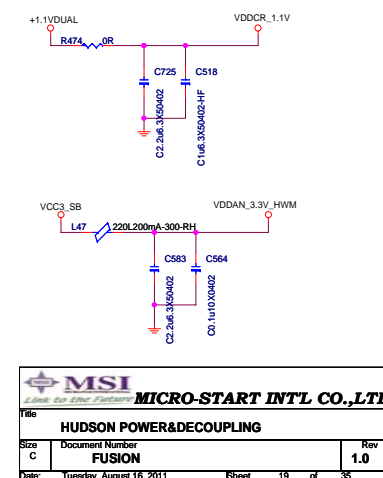 +1.1VDUAL
VDDCR_1.1V
R474
0R
C725
C518
C2.2u6.3X50402
C1u6.3X50402-HF
VCC3_SB
VDDAN_3.3V_HWM
L47
220L200mA-300-RH
C583
C564
C2.2u6.3X50402
C0.1u10X0402
MSI
Link to the Future
MICRO-START INT'L CO.,LT
Title
HUDSON POWER&DECOUPLING
Size
Document Number
Rev
C
FUSION
1.0
Date:
Tuesday, August 16, 2011
Sheet
19
of
35